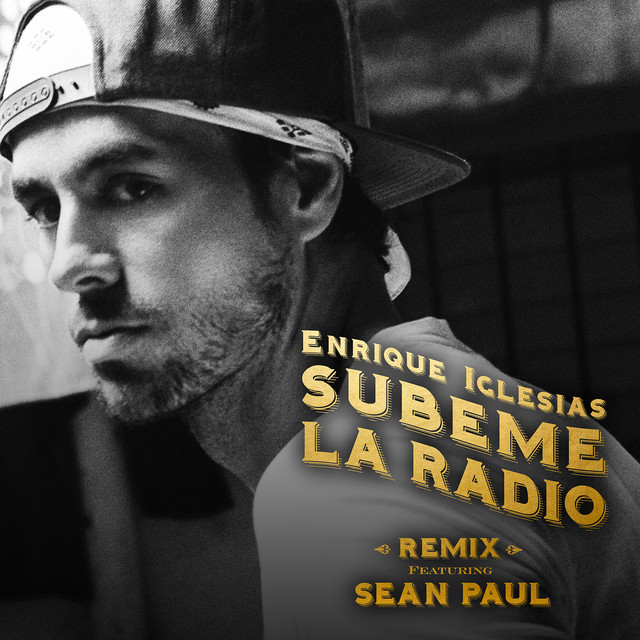 Enrique Iglesias
SUBEME
LA RADIO
REMIX
Featuring
SEAN PAUL